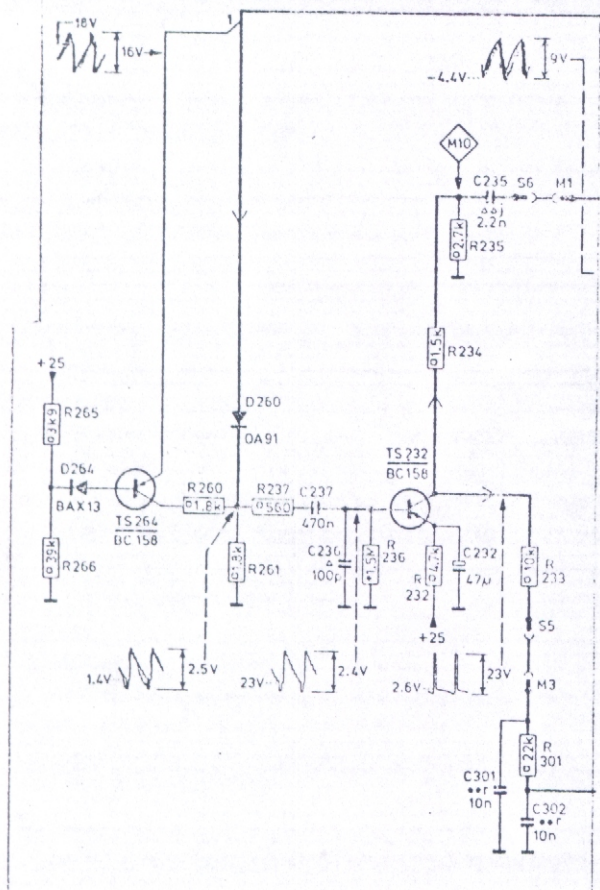 18V
16V
1
9V
-4.4V
M10
C235
S6
M1
2.2n
2.7k
R235
1.5k
R234
+25
3k9
R265
D260
OA91
TS232
BC158
D264
BAX13
R260
1.8k
R237
560
C237
470n
TS264
BC158
39k
R266
1.8k
R261
C236
100p
1.5M
R
236
4.7k
R
232
C232
47µ
10k
R
233
+25
S5
1.4V
2.5V
23V
2.4V
2.6V
23V
M3
22k
R
301
C301
10n
C302
10n